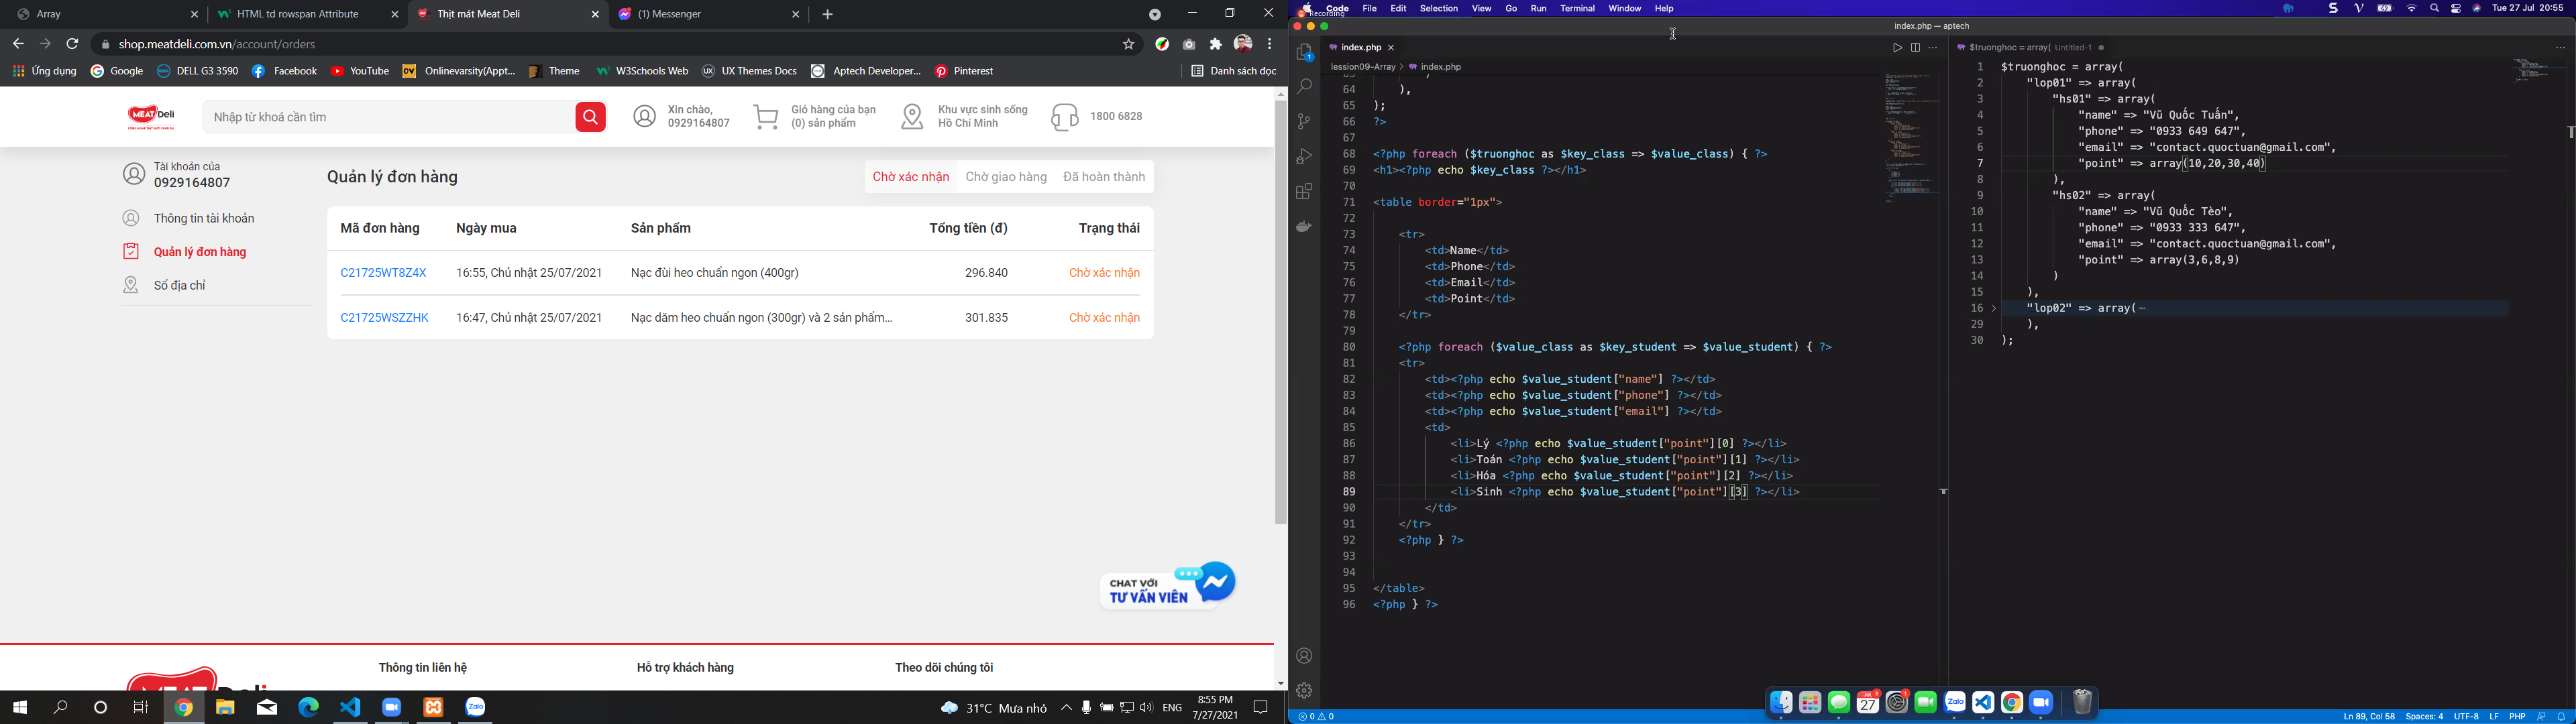 Array
HTML td rowspan Attribute
Thịt mát Meat Deli
(1) Messenger
shop.meatdeli.com.vn/account/orders
Ứng dụng
Google
DELL G3 3590
Facebook
YouTube
Onlinevarsity(Appt...
Theme
W3Schools Web
UX Themes Docs
Aptech Developer...
Pinterest
Danh sách đọc
MEAT Deli
Nhập từ khoá cần tìm
Xin chào,
0929164807
Giỏ hàng của bạn
(0) sản phẩm
Khu vực sinh sống
Hồ Chí Minh
1800 6828
Tài khoản của
0929164807
Thông tin tài khoản
Quản lý đơn hàng
Sổ địa chỉ
Quản lý đơn hàng
Chờ xác nhận
Chờ giao hàng
Đã hoàn thành
Mã đơn hàng
Ngày mua
Sản phẩm
Tổng tiền (đ)
Trạng thái
C21725WT8Z4X
16:55, Chủ nhật 25/07/2021
Nạc đùi heo chuẩn ngon (400gr)
296.840
Chờ xác nhận
C21725WSZZHK
16:47, Chủ nhật 25/07/2021
Nạc dăm heo chuẩn ngon (300gr) và 2 sản phẩm...
301.835
Chờ xác nhận
CHAT VỚI
TƯ VẤN VIÊN
Thông tin liên hệ
Hỗ trợ khách hàng
Theo dõi chúng tôi
31°C Mưa nhỏ
ENG
8:55 PM
7/27/2021
Code File Edit Selection View Go Run Terminal Window Help
Recording
Tue 27 Jul 20:55
index.php — aptech
index.php
lession09-Array > index.php
64 ),
65 );
66 ?>
67
68 <?php foreach ($truonghoc as $key_class => $value_class) { ?>
69 <h1><?php echo $key_class ?></h1>
70
71 <table border="1px">
72
73 <tr>
74 <td>Name</td>
75 <td>Phone</td>
76 <td>Email</td>
77 <td>Point</td>
78 </tr>
79
80 <?php foreach ($value_class as $key_student => $value_student) { ?>
81 <tr>
82 <td><?php echo $value_student["name"] ?></td>
83 <td><?php echo $value_student["phone"] ?></td>
84 <td><?php echo $value_student["email"] ?></td>
85 <td>
86 <li>Lý <?php echo $value_student["point"][0] ?></li>
87 <li>Toán <?php echo $value_student["point"][1] ?></li>
88 <li>Hóa <?php echo $value_student["point"][2] ?></li>
89 <li>Sinh <?php echo $value_student["point"][3] ?></li>
90 </td>
91 </tr>
92 <?php } ?>
93
94
95 </table>
96 <?php } ?>
$truonghoc = array( Untitled-1
1 $truonghoc = array(
2 "lop01" => array(
3 "hs01" => array(
4 "name" => "Vũ Quốc Tuấn",
5 "phone" => "0933 649 647",
6 "email" => "contact.quoctuan@gmail.com",
7 "point" => array(10,20,30,40)
8 ),
9 "hs02" => array(
10 "name" => "Vũ Quốc Tèo",
11 "phone" => "0933 333 647",
12 "email" => "contact.quoctuan@gmail.com",
13 "point" => array(3,6,8,9)
14 )
15 ),
16 "lop02" => array(
29 ),
30 );
0 0
Ln 89, Col 58 Spaces: 4 UTF-8 LF PHP